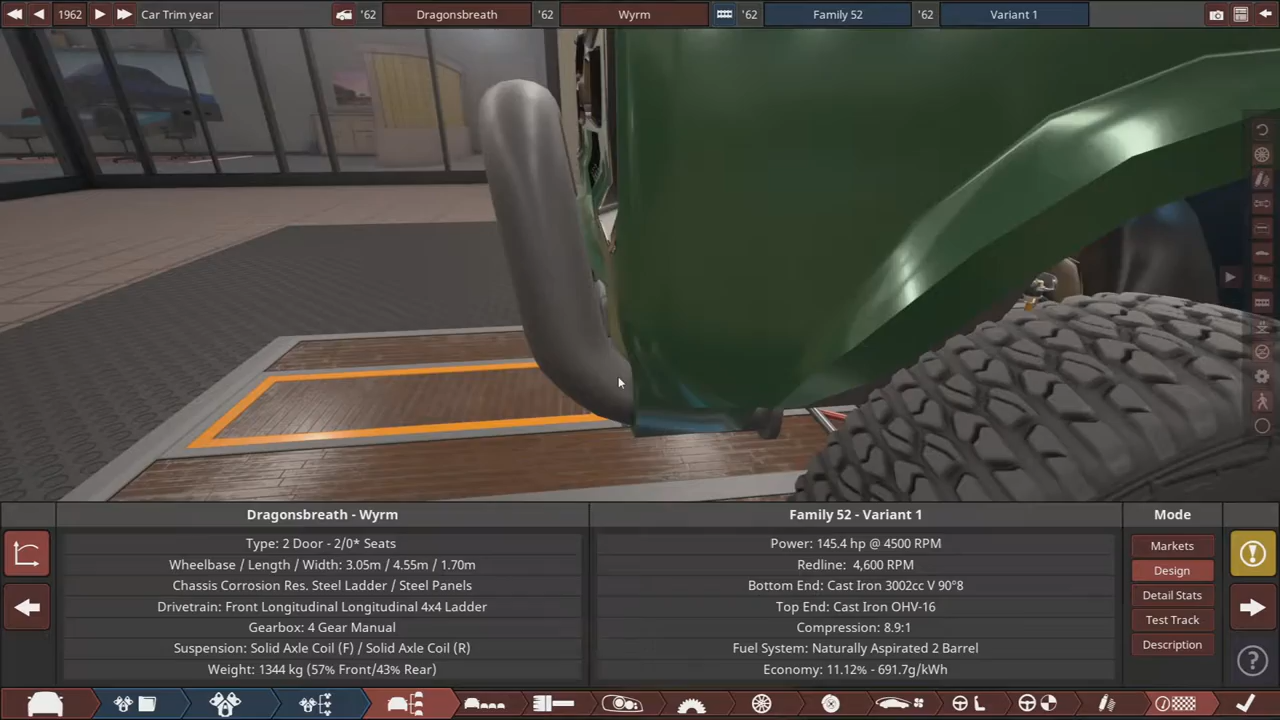 1962 Car Trim year '62 Dragonsbreath '62 Wyrm '62 Family 52 '62 Variant 1
Dragonsbreath - Wyrm
Type: 2 Door - 2/0* Seats
Wheelbase / Length / Width: 3.05m / 4.55m / 1.70m
Chassis Corrosion Res. Steel Ladder / Steel Panels
Drivetrain: Front Longitudinal Longitudinal 4x4 Ladder
Gearbox: 4 Gear Manual
Suspension: Solid Axle Coil (F) / Solid Axle Coil (R)
Weight: 1344 kg (57% Front/43% Rear)
Family 52 - Variant 1
Power: 145.4 hp @ 4500 RPM
Redline: 4,600 RPM
Bottom End: Cast Iron 3002cc V 90°8
Top End: Cast Iron OHV-16
Compression: 8.9:1
Fuel System: Naturally Aspirated 2 Barrel
Economy: 11.12% - 691.7g/kWh
Mode
Markets
Design
Detail Stats
Test Track
Description